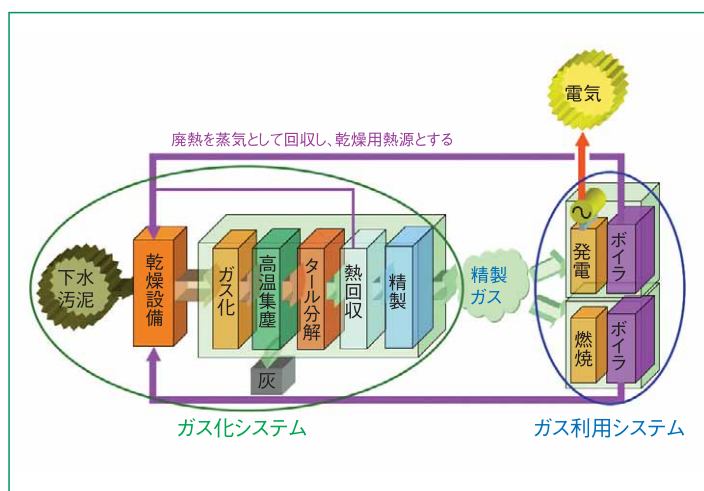 電気
廃熱を蒸気として回収し、乾燥用熱源とする
下水
汚泥
乾燥設備
ガス化
高温集塵
タール分解
熱回収
精製
灰
精製
ガス
発電
ボイラ
燃焼
ボイラ
ガス化システム
ガス利用システム